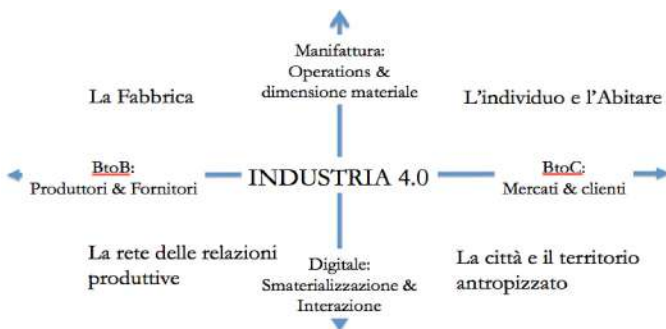 Manifattura:
Operations &
dimensione materiale
La Fabbrica
L'individuo e l'Abitare
BtoB:
Produttori & Fornitori
INDUSTRIA 4.0
BtoC:
Mercati & clienti
La rete delle relazioni
produttive
Digitale:
Smaterializzazione &
Interazione
La città e il territorio
antropizzato